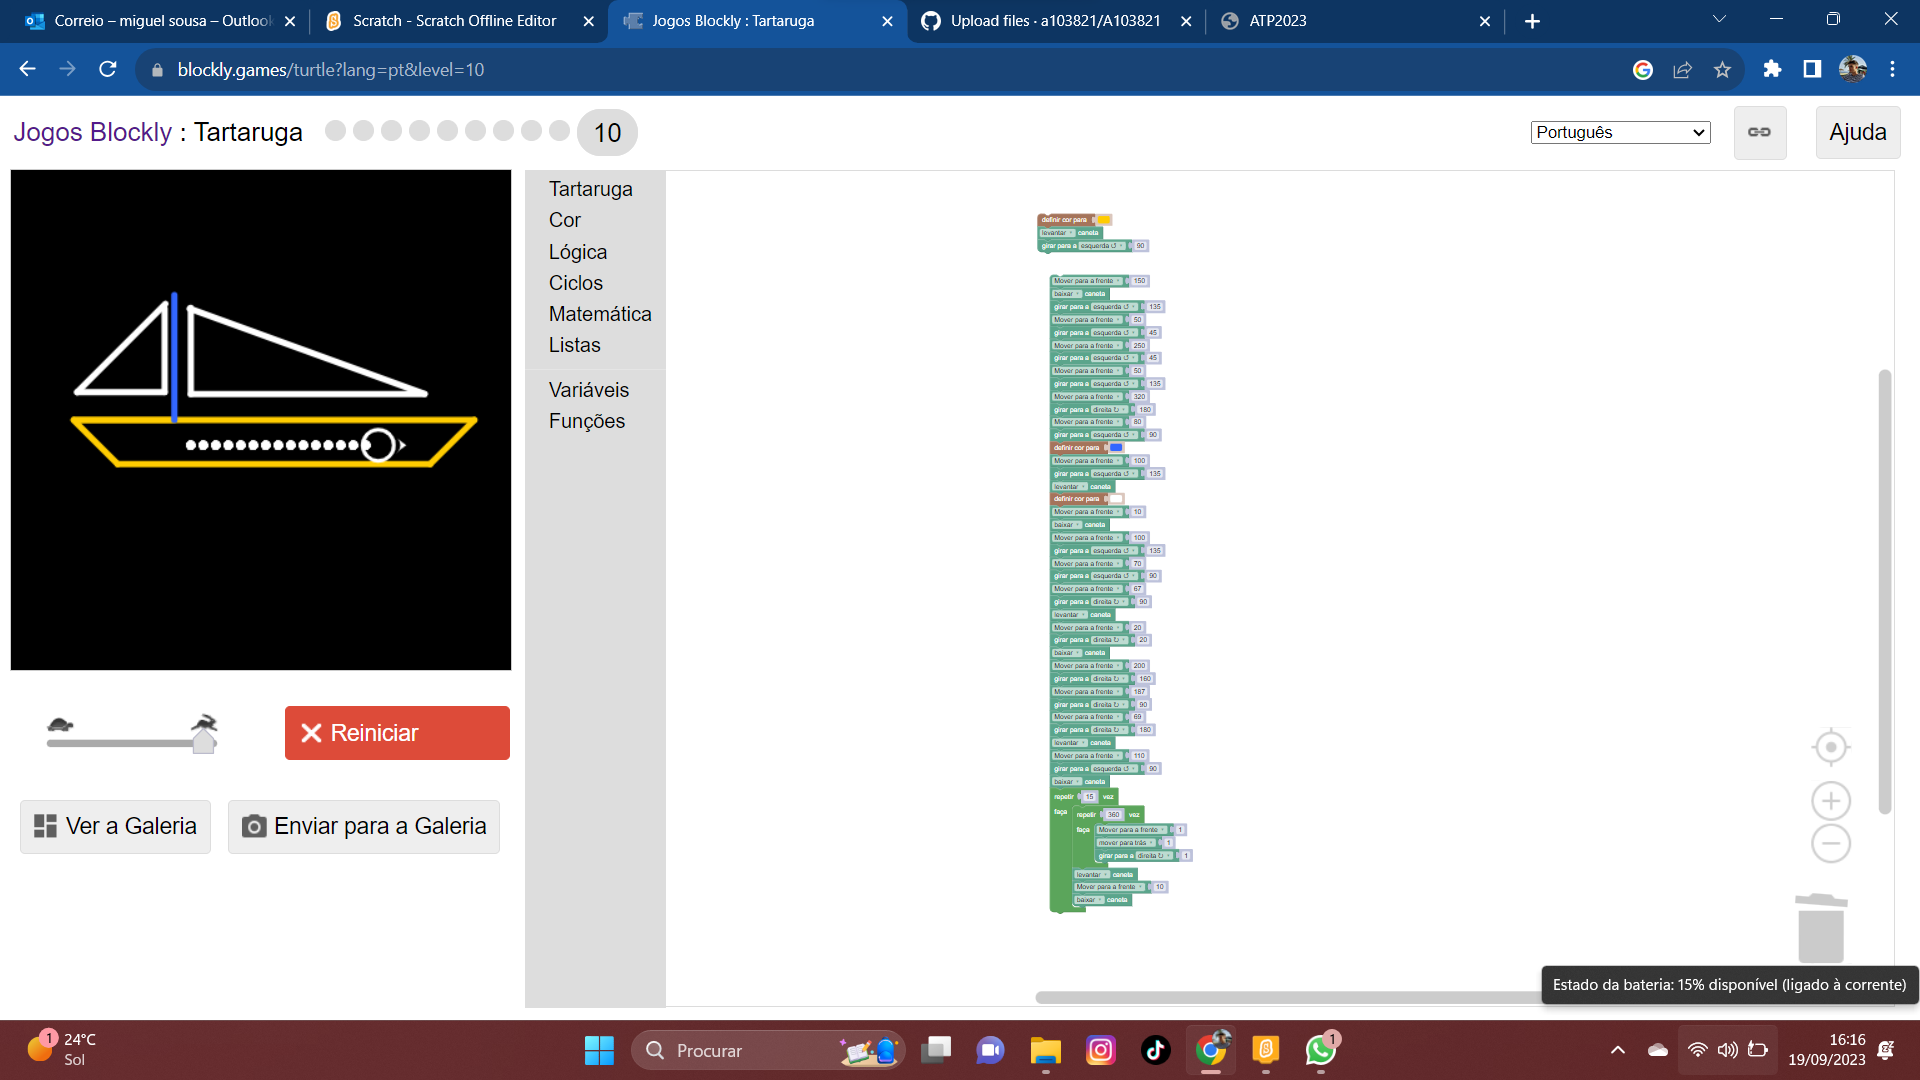 Correio – miguel sousa – Outlook
Scratch - Scratch Offline Editor
Jogos Blockly : Tartaruga
Upload files · a103821/A103821
ATP2023
blockly.games/turtle?lang=pt&level=10
Jogos Blockly : Tartaruga
10
Português
Ajuda
Tartaruga
Cor
Lógica
Ciclos
Matemática
Listas
Variáveis
Funções
definir cor para
levantar caneta
girar para a esquerda ↺ 90
Mover para a frente 150
baixar caneta
girar para a esquerda ↺ 135
Mover para a frente 50
girar para a esquerda ↺ 45
Mover para a frente 250
girar para a esquerda ↺ 45
Mover para a frente 50
girar para a esquerda ↺ 135
Mover para a frente 320
girar para a direita ↻ 180
Mover para a frente 80
girar para a esquerda ↺ 90
definir cor para
Mover para a frente 100
girar para a esquerda ↺ 135
levantar caneta
definir cor para
Mover para a frente 10
baixar caneta
Mover para a frente 100
girar para a esquerda ↺ 135
Mover para a frente 70
girar para a esquerda ↺ 90
Mover para a frente 67
girar para a direita ↻ 90
levantar caneta
Mover para a frente 20
girar para a direita ↻ 20
baixar caneta
Mover para a frente 200
girar para a direita ↻ 160
Mover para a frente 187
girar para a direita ↻ 90
Mover para a frente 69
girar para a direita ↻ 180
levantar caneta
Mover para a frente 110
girar para a esquerda ↺ 90
baixar caneta
repetir 15 vez
faça repetir 360 vez
faça Mover para a frente 1
mover para trás 1
girar para a direita ↻ 1
levantar caneta
Mover para a frente 10
baixar caneta
Reiniciar
Ver a Galeria
Enviar para a Galeria
Estado da bateria: 15% disponível (ligado à corrente)
1
24°C
Sol
Procurar
1
16:16
19/09/2023